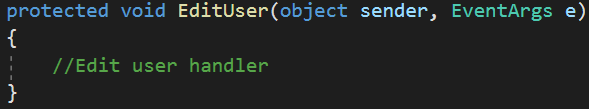 protected void EditUser(object sender, EventArgs e)
{
    //Edit user handler
}